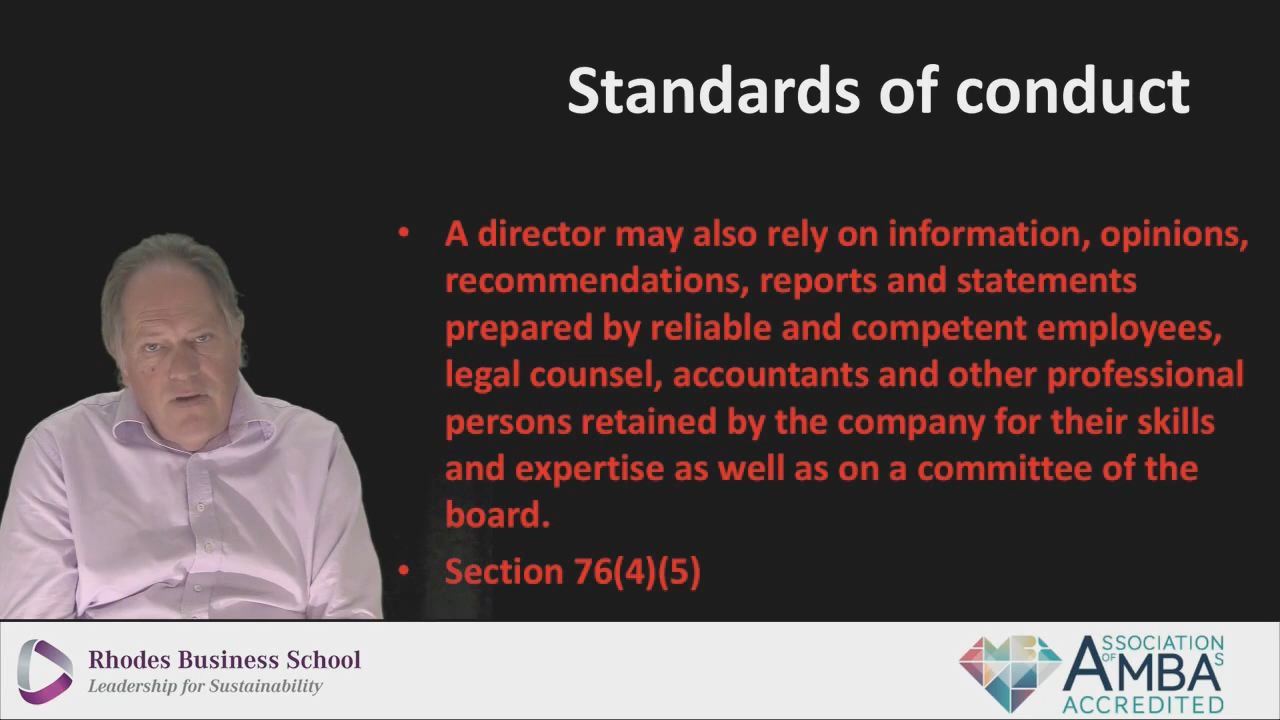 Standards of conduct
• A director may also rely on information, opinions,
recommendations, reports and statements
prepared by reliable and competent employees,
legal counsel, accountants and other professional
persons retained by the company for their skills
and expertise as well as on a committee of the
board.
• Section 76(4)(5)
Rhodes Business School
Leadership for Sustainability
ASSOCIATION
OF
AMBAS
ACCREDITED